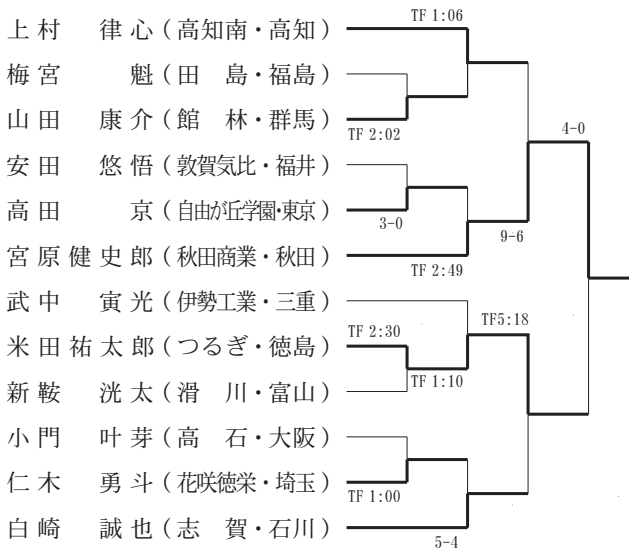 TF 1:06
上村 律心(高知南・高知)
梅宮 魁(田 島・福島)
山田 康介(館 林・群馬)
TF 2:02
4-0
安田 悠悟(敦賀気比・福井)
高田 京(自由が丘学園・東京)
3-0
9-6
宮原健史郎(秋田商業・秋田)
TF 2:49
武中 寅光(伊勢工業・三重)
TF5:18
TF 2:30
米田祐太郎(つるぎ・徳島)
TF 1:10
新鞍 洸太(滑 川・富山)
小門 叶芽(高 石・大阪)
仁木 勇斗(花咲徳栄・埼玉)
TF 1:00
白崎 誠也(志 賀・石川)
5-4